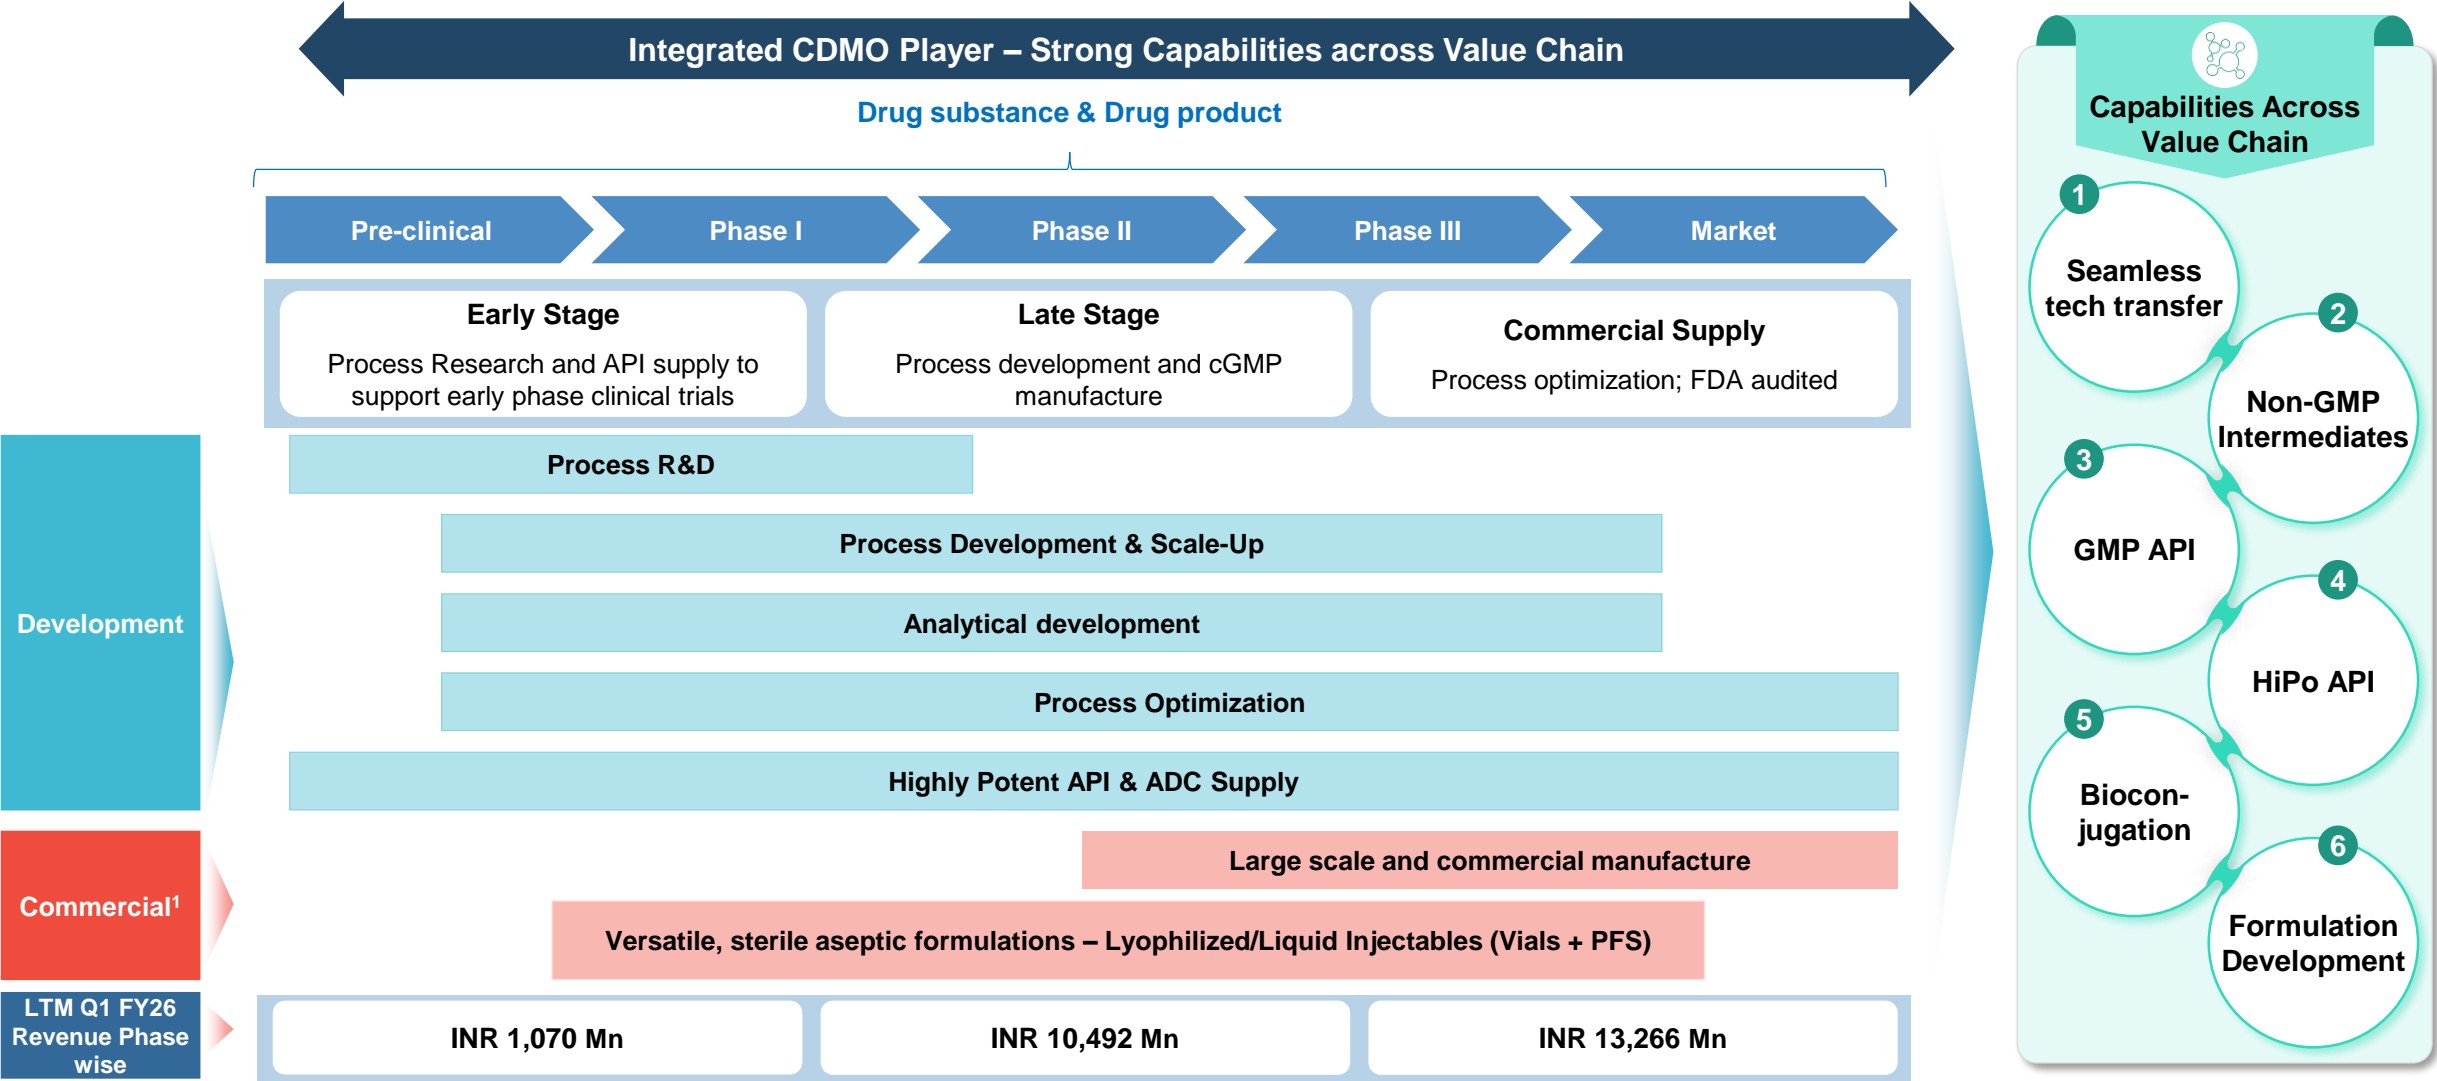 Integrated CDMO Player – Strong Capabilities across Value Chain
Drug substance & Drug product
Pre-clinical
Phase I
Phase II
Phase III
Market
Early Stage
Process Research and API supply to
support early phase clinical trials
Late Stage
Process development and cGMP
manufacture
Commercial Supply
Process optimization; FDA audited
Development
Process R&D
Process Development & Scale-Up
Analytical development
Process Optimization
Highly Potent API & ADC Supply
Commercial¹
Large scale and commercial manufacture
Versatile, sterile aseptic formulations – Lyophilized/Liquid Injectables (Vials + PFS)
LTM Q1 FY26
Revenue Phase
wise
INR 1,070 Mn
INR 10,492 Mn
INR 13,266 Mn
Capabilities Across
Value Chain
1
Seamless
tech transfer
2
Non-GMP
Intermediates
3
GMP API
4
HiPo API
5
Biocon-
jugation
6
Formulation
Development